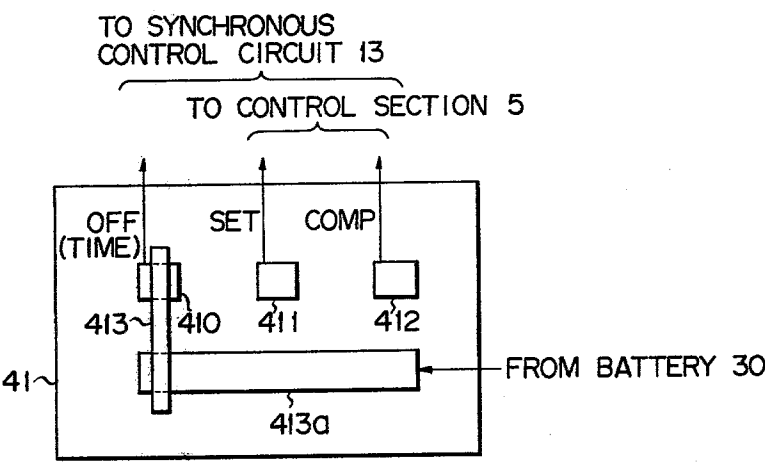 TO SYNCHRONOUS
CONTROL CIRCUIT 13
TO CONTROL SECTION 5
OFF
(TIME)
SET
COMP
413
410
411
412
41
FROM BATTERY 30
413a